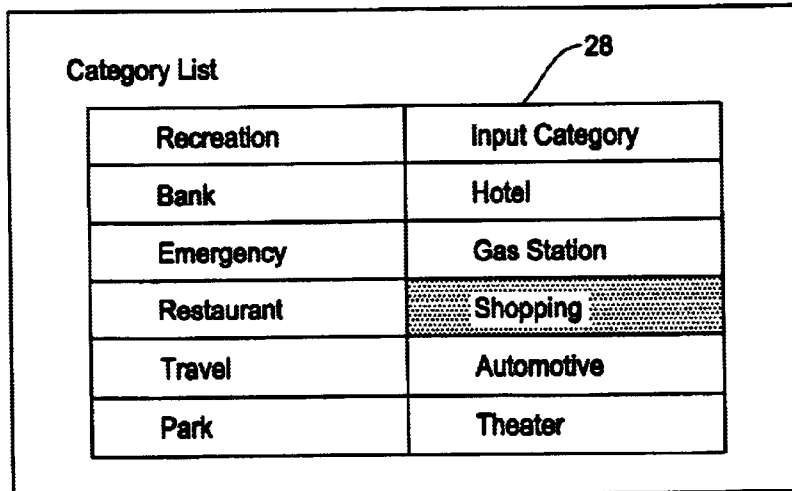 28
Category List
Recreation Input Category
Bank Hotel
Emergency Gas Station
Restaurant Shopping
Travel Automotive
Park Theater